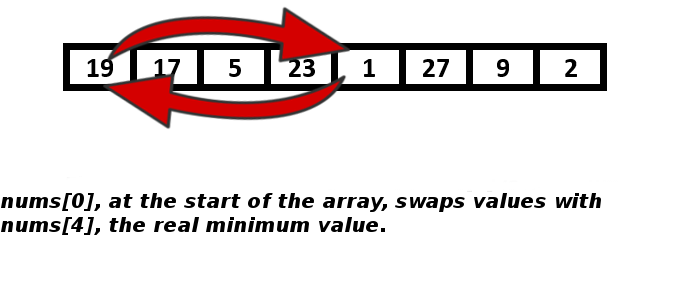 19 17 5 23 1 27 9 2
nums[0], at the start of the array, swaps values with
nums[4], the real minimum value.